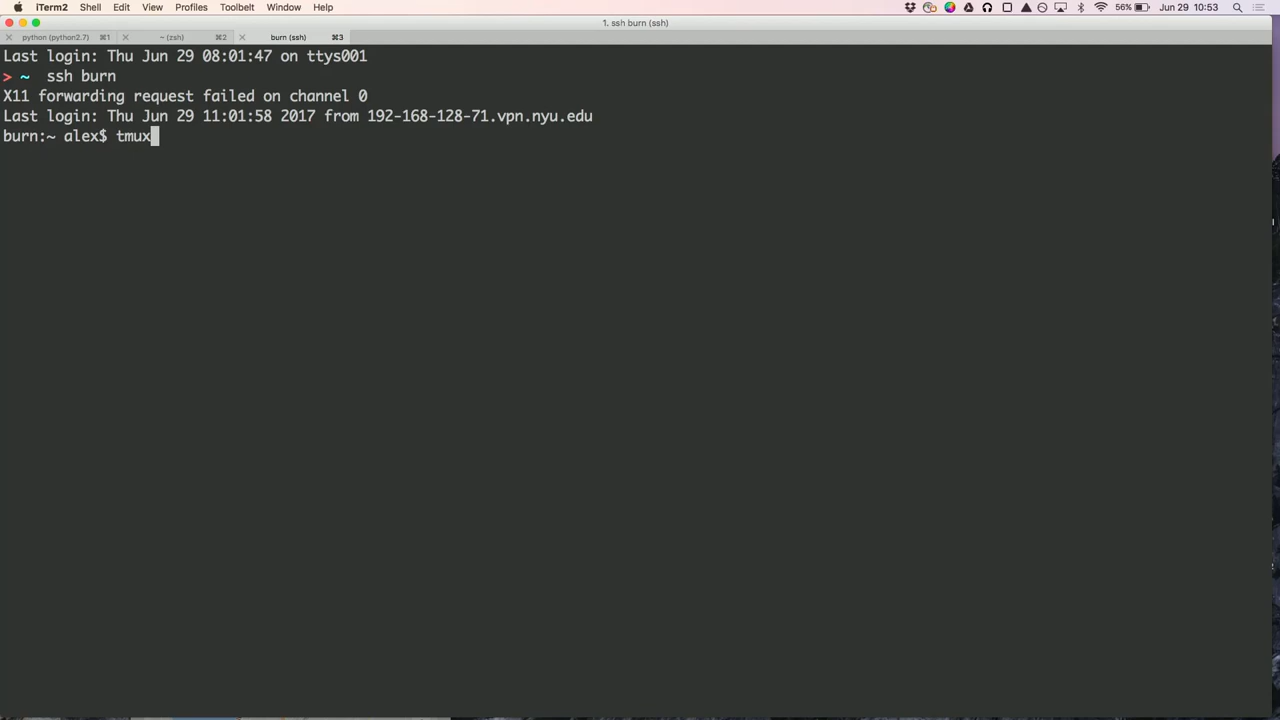 iTerm2 Shell Edit View Profiles Toolbelt Window Help 56% Jun 29 10:53
1. ssh burn (ssh)
python (python2.7) ⌘1 ~ (zsh) ⌘2 burn (ssh) ⌘3
Last login: Thu Jun 29 08:01:47 on ttys001
> ~ ssh burn
X11 forwarding request failed on channel 0
Last login: Thu Jun 29 11:01:58 2017 from 192-168-128-71.vpn.nyu.edu
burn:~ alex$ tmux